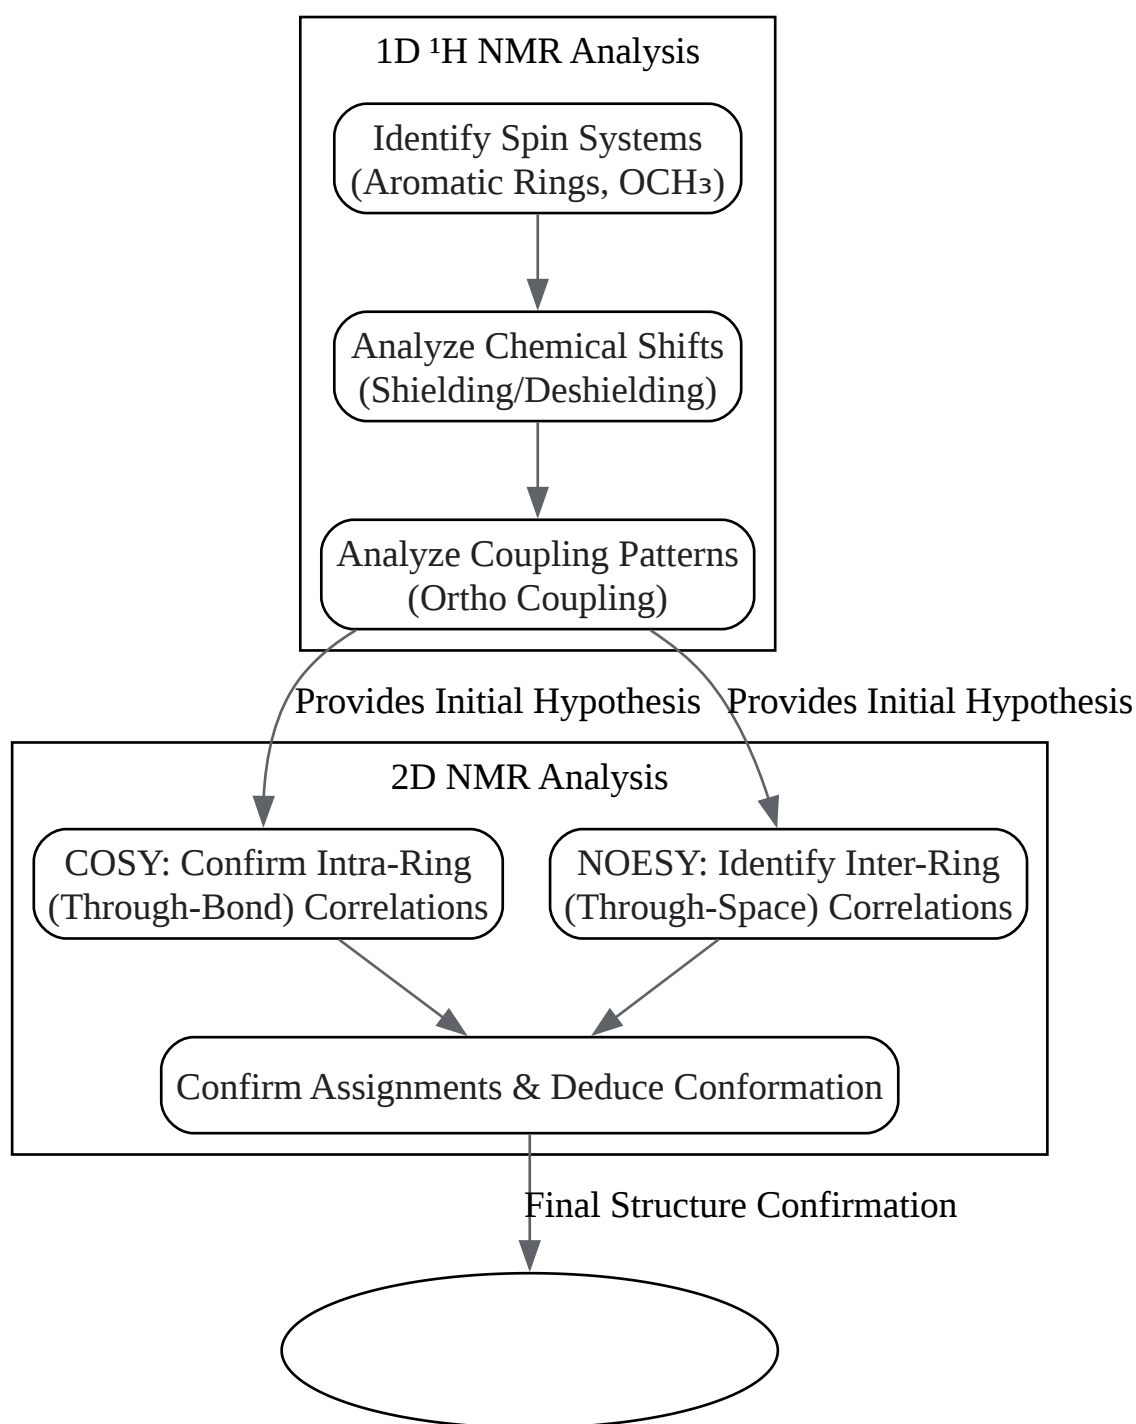 1D ¹H NMR Analysis
Identify Spin Systems
(Aromatic Rings, OCH₃)
Analyze Chemical Shifts
(Shielding/Deshielding)
Analyze Coupling Patterns
(Ortho Coupling)
Provides Initial Hypothesis
Provides Initial Hypothesis
2D NMR Analysis
COSY: Confirm Intra-Ring
(Through-Bond) Correlations
NOESY: Identify Inter-Ring
(Through-Space) Correlations
Confirm Assignments & Deduce Conformation
Final Structure Confirmation